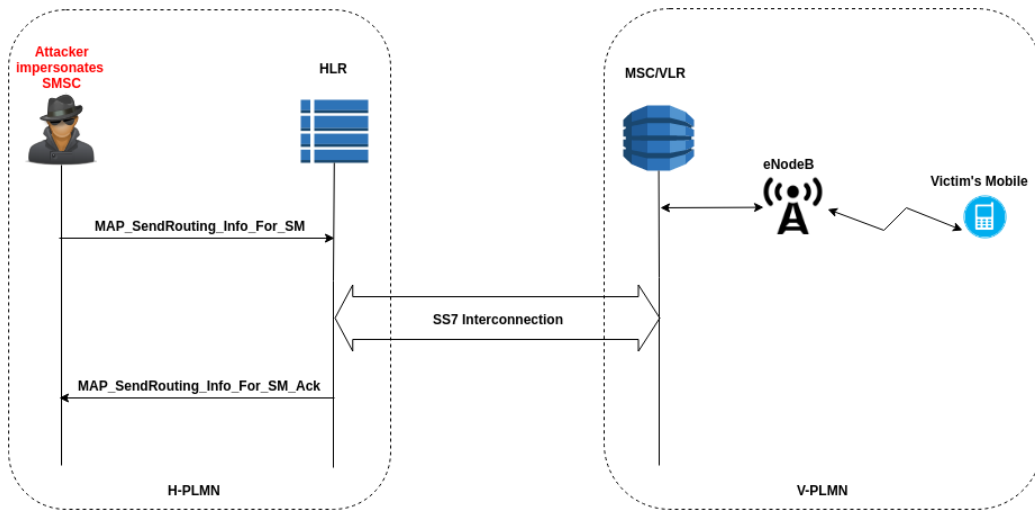 Attacker
impersonates
SMSC
HLR
MAP_SendRouting_Info_For_SM
MAP_SendRouting_Info_For_SM_Ack
H-PLMN
SS7 Interconnection
MSC/VLR
eNodeB
Victim's Mobile
V-PLMN